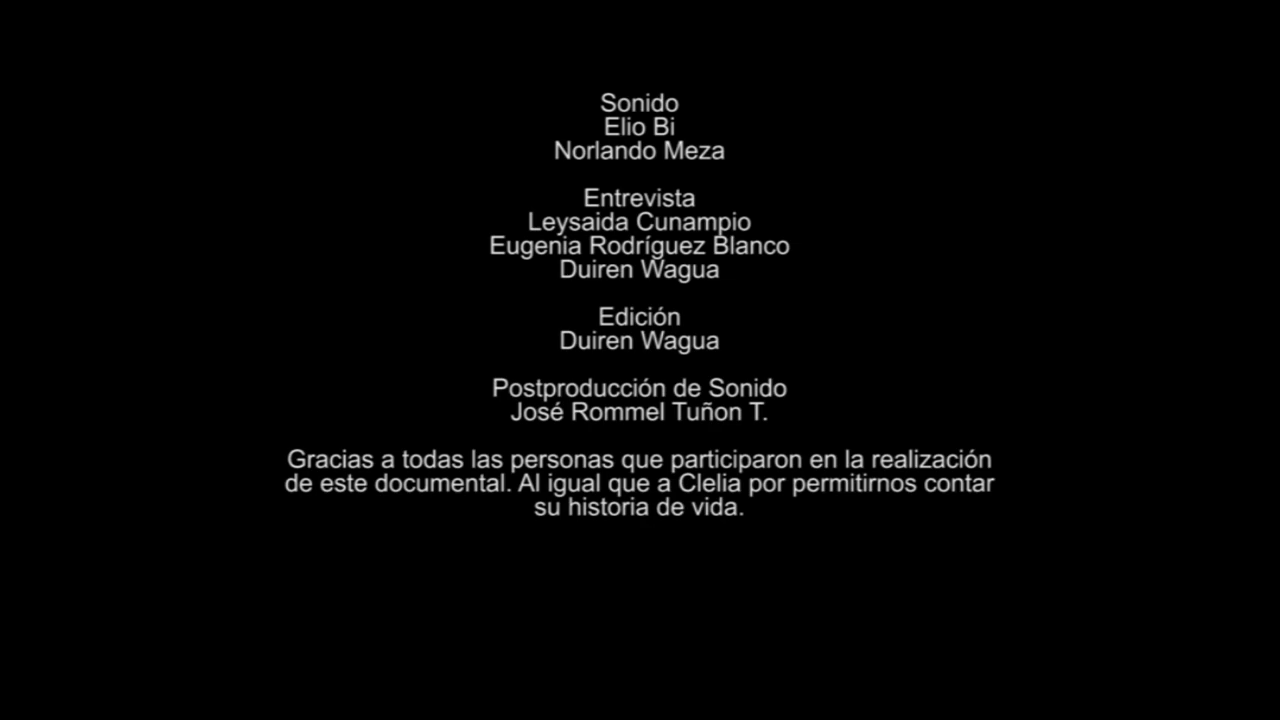 Sonido
Elio Bi
Norlando Meza
Entrevista
Leysaida Cunampio
Eugenia Rodríguez Blanco
Duiren Wagua
Edición
Duiren Wagua
Postproducción de Sonido
José Rommel Tuñon T.
Gracias a todas las personas que participaron en la realización
de este documental. Al igual que a Clelia por permitirnos contar
su historia de vida.